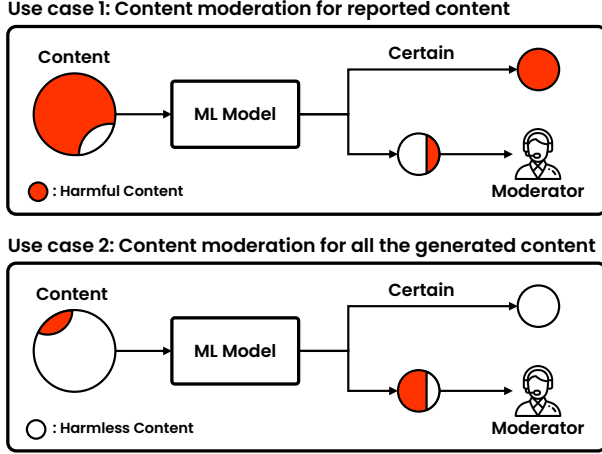 Use case 1: Content moderation for reported content
Content
Certain
ML Model
: Harmful Content
Moderator
Use case 2: Content moderation for all the generated content
Content
Certain
ML Model
: Harmless Content
Moderator